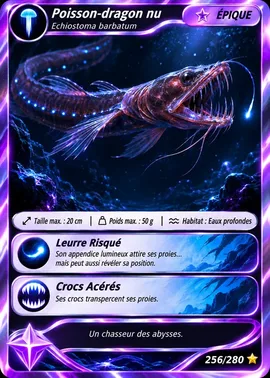 Poisson-dragon nu
Echiostoma barbatum
ÉPIQUE
Taille max. : 20 cm | Poids max. : 50 g | Habitat : Eaux profondes
Leurre Risqué
Son appendice lumineux attire ses proies...
mais peut aussi révéler sa position.
Crocs Acérés
Ses crocs transpercent ses proies.
Un chasseur des abysses.
256/280